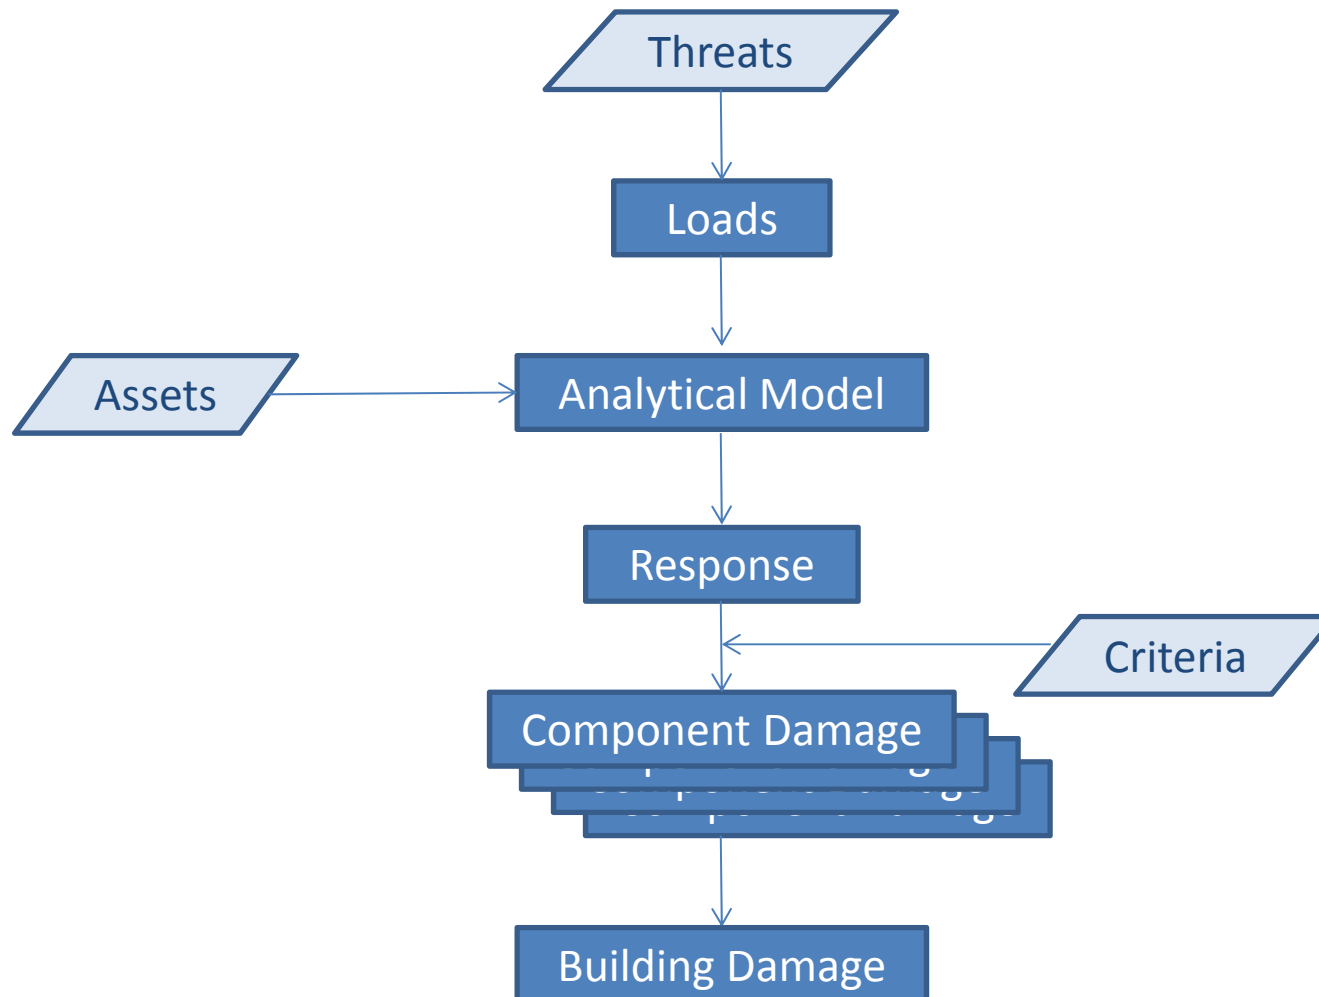 Threats
Loads
Assets
Analytical Model
Response
Criteria
Component Damage
Building Damage